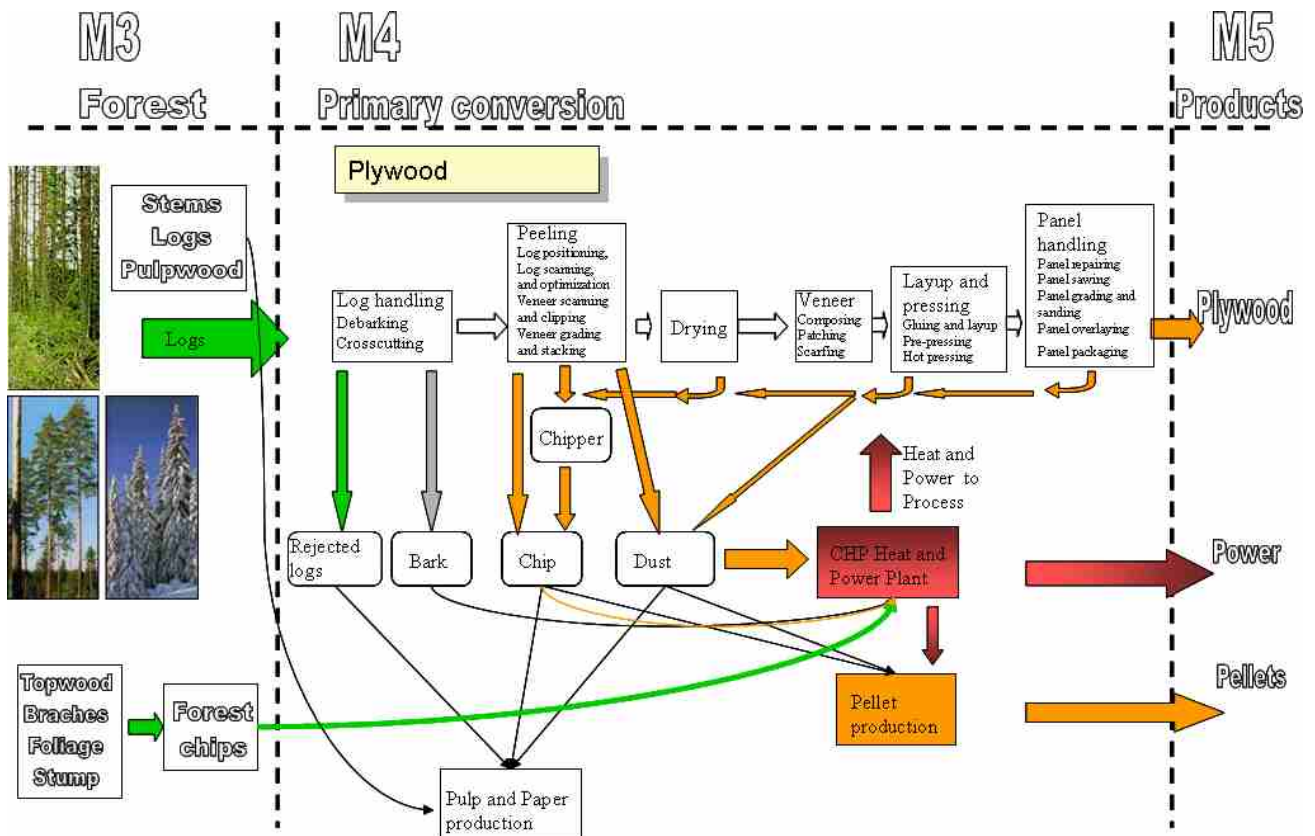 M3
Forest
M4
Primary conversion
M5
Products
Plywood
Stems
Logs
Pulpwood
Logs
Log handling
Debarking
Crosscutting
Peeling
Log positioning,
Log scanning,
and optimization
Veneer scanning
and clipping
Veneer grading
and stacking
Drying
Veneer
Composing
Patching
Scarfing
Layup and
pressing
Gluing and layup
Pre-pressing
Hot pressing
Panel
handling
Panel repairing
Panel sawing
Panel grading and
sanding
Panel overlaying
Panel packaging
Plywood
Chipper
Heat and
Power to
Process
Rejected
logs
Bark
Chip
Dust
CHP Heat and
Power Plant
Power
Topwood
Braches
Foliage
Stump
Forest
chips
Pellet
production
Pellets
Pulp and Paper
production